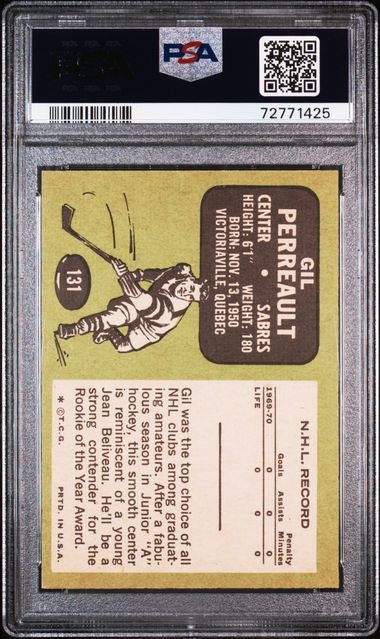 PSA
PSA
72771425
GIL
PERREAULT
CENTER • SABRES
HEIGHT: 6'1" WEIGHT: 180
BORN: NOV. 13, 1950
VICTORIAVILLE, QUEBEC
131
N.H.L. RECORD
Goals Assists Penalty Minutes
1969-70 0 0 0
LIFE 0 0 0
Gil was the top choice of all
NHL clubs among graduat-
ing amateurs. After a fabu-
lous season in Junior "A"
hockey, this smooth center
is reminiscent of a young
Jean Beliveau. He'll be a
strong contender for the
Rookie of the Year Award.
* © T.C.G. PRTD. IN U.S.A.